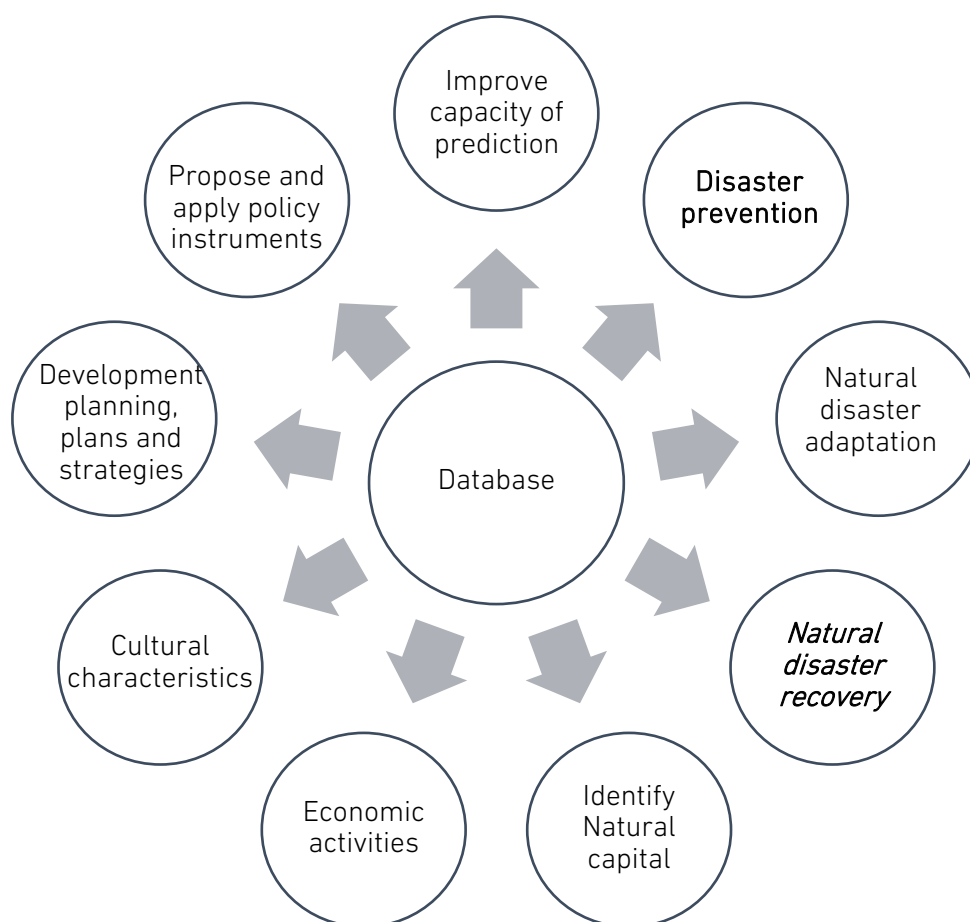 Improve
capacity of
prediction
Disaster
prevention
Natural
disaster
adaptation
Natural
disaster
recovery
Identify
Natural
capital
Economic
activities
Cultural
characteristics
Development
planning,
plans and
strategies
Propose and
apply policy
instruments
Database